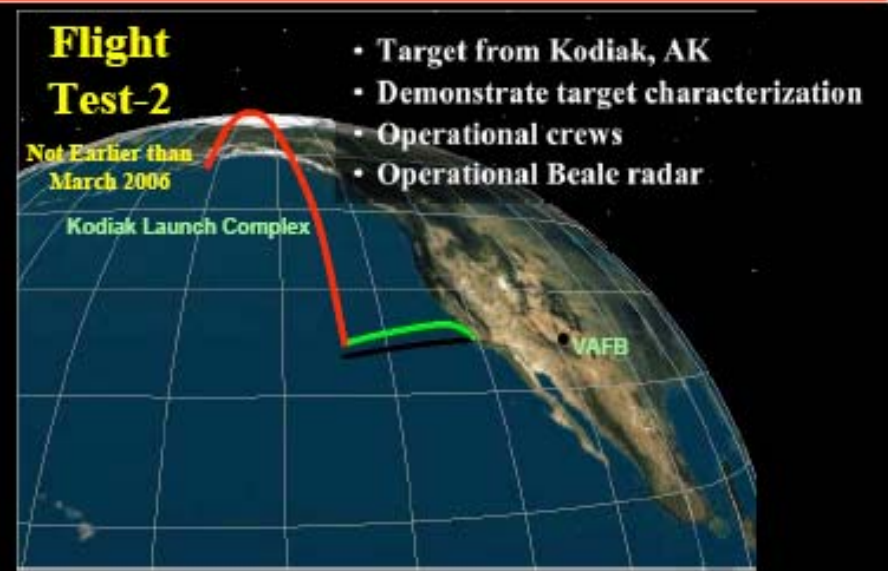 Flight
Test-2
Not Earlier than
March 2006
• Target from Kodiak, AK
• Demonstrate target characterization
• Operational crews
• Operational Beale radar
Kodiak Launch Complex
VAFB